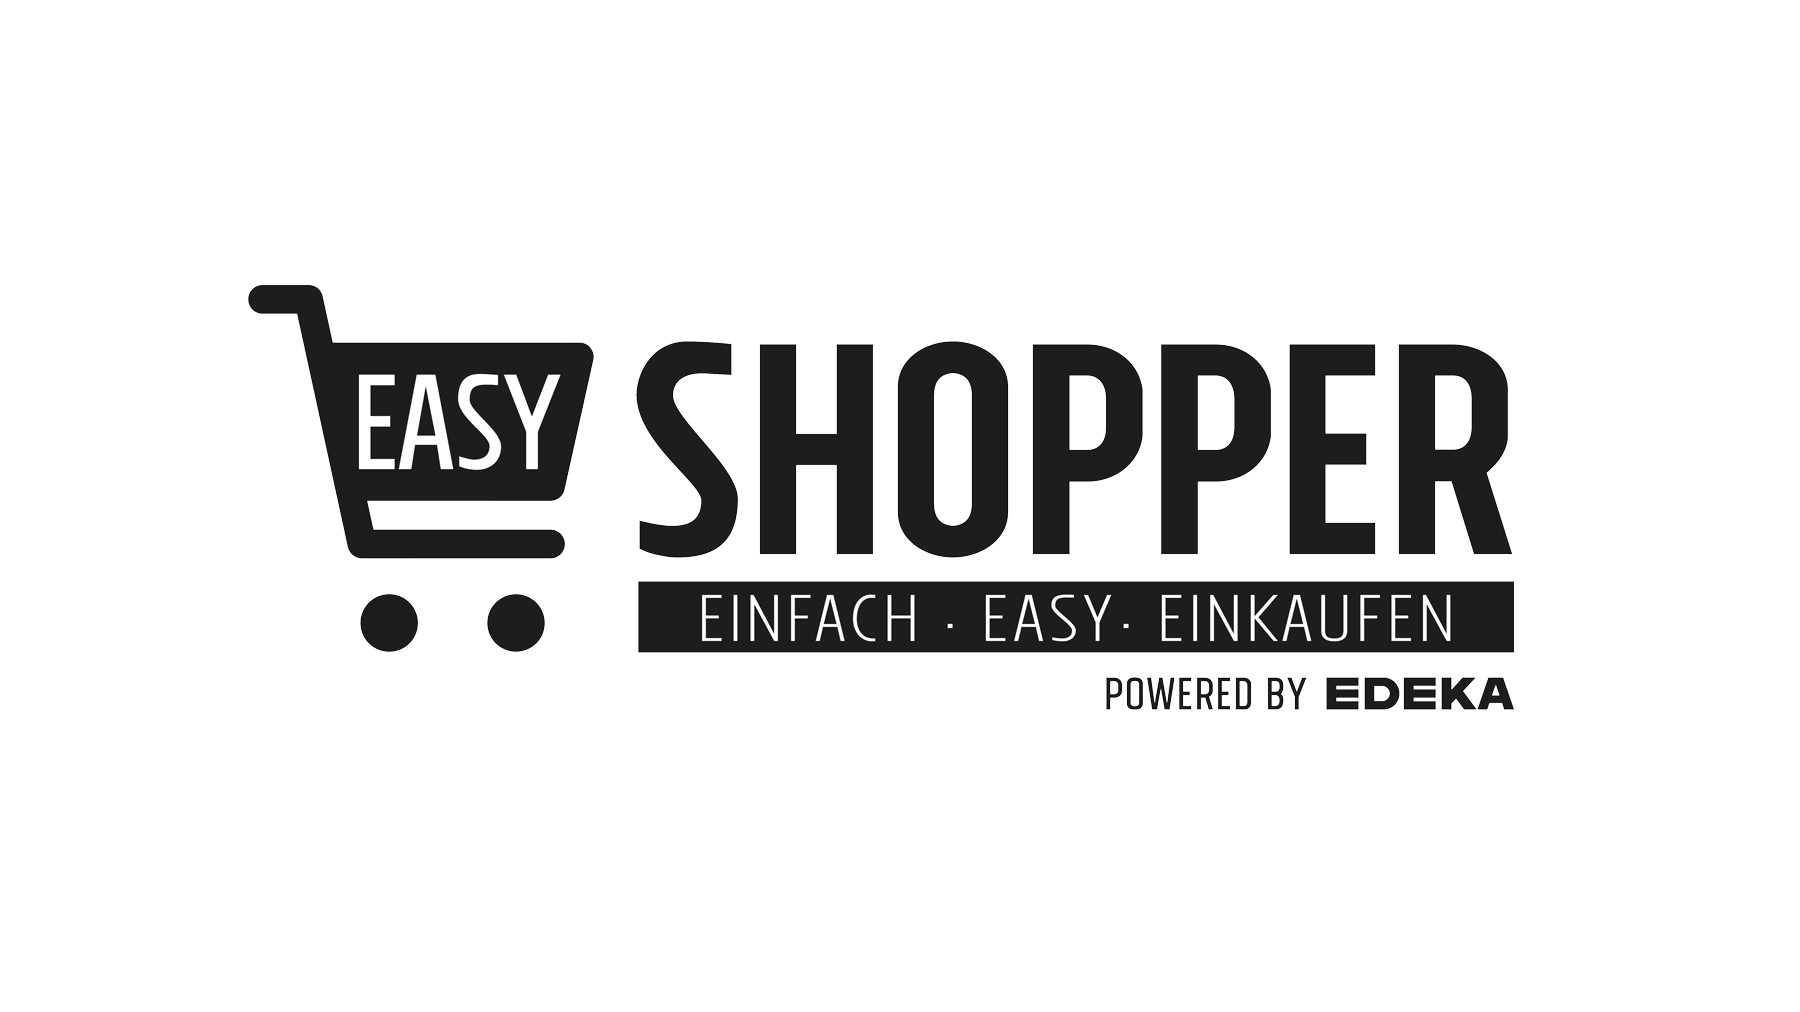 EASY SHOPPER
EINFACH · EASY· EINKAUFEN
POWERED BY EDEKA